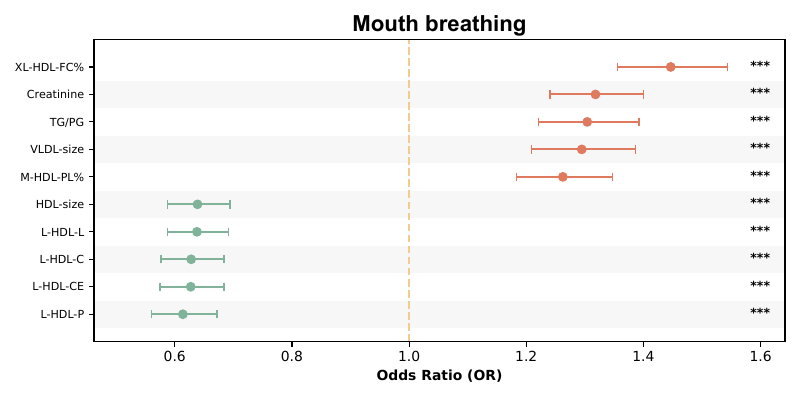 Mouth breathing
XL-HDL-FC% ***
Creatinine ***
TG/PG ***
VLDL-size ***
M-HDL-PL% ***
HDL-size ***
L-HDL-L ***
L-HDL-C ***
L-HDL-CE ***
L-HDL-P ***
0.6 0.8 1.0 1.2 1.4 1.6
Odds Ratio (OR)